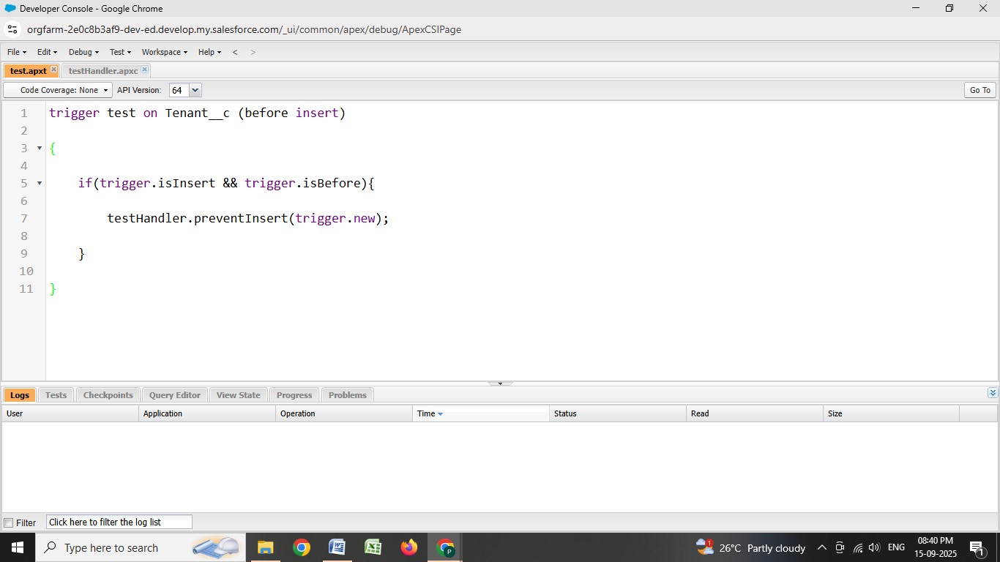 Developer Console - Google Chrome
orgfarm-2e0c8b3af9-dev-ed.develop.my.salesforce.com/_ui/common/apex/debug/ApexCSIPage
File Edit Debug Test Workspace Help < >
test.apxt testHandler.apxc
Code Coverage: None API Version: 64 Go To
1 trigger test on Tenant__c (before insert)
2
3 {
4
5 if(trigger.isInsert && trigger.isBefore){
6
7 testHandler.preventInsert(trigger.new);
8
9 }
10
11 }
Logs Tests Checkpoints Query Editor View State Progress Problems
User Application Operation Time Status Read Size
Filter Click here to filter the log list
Type here to search 1 26°C Partly cloudy ENG 08:40 PM
15-09-2025 1